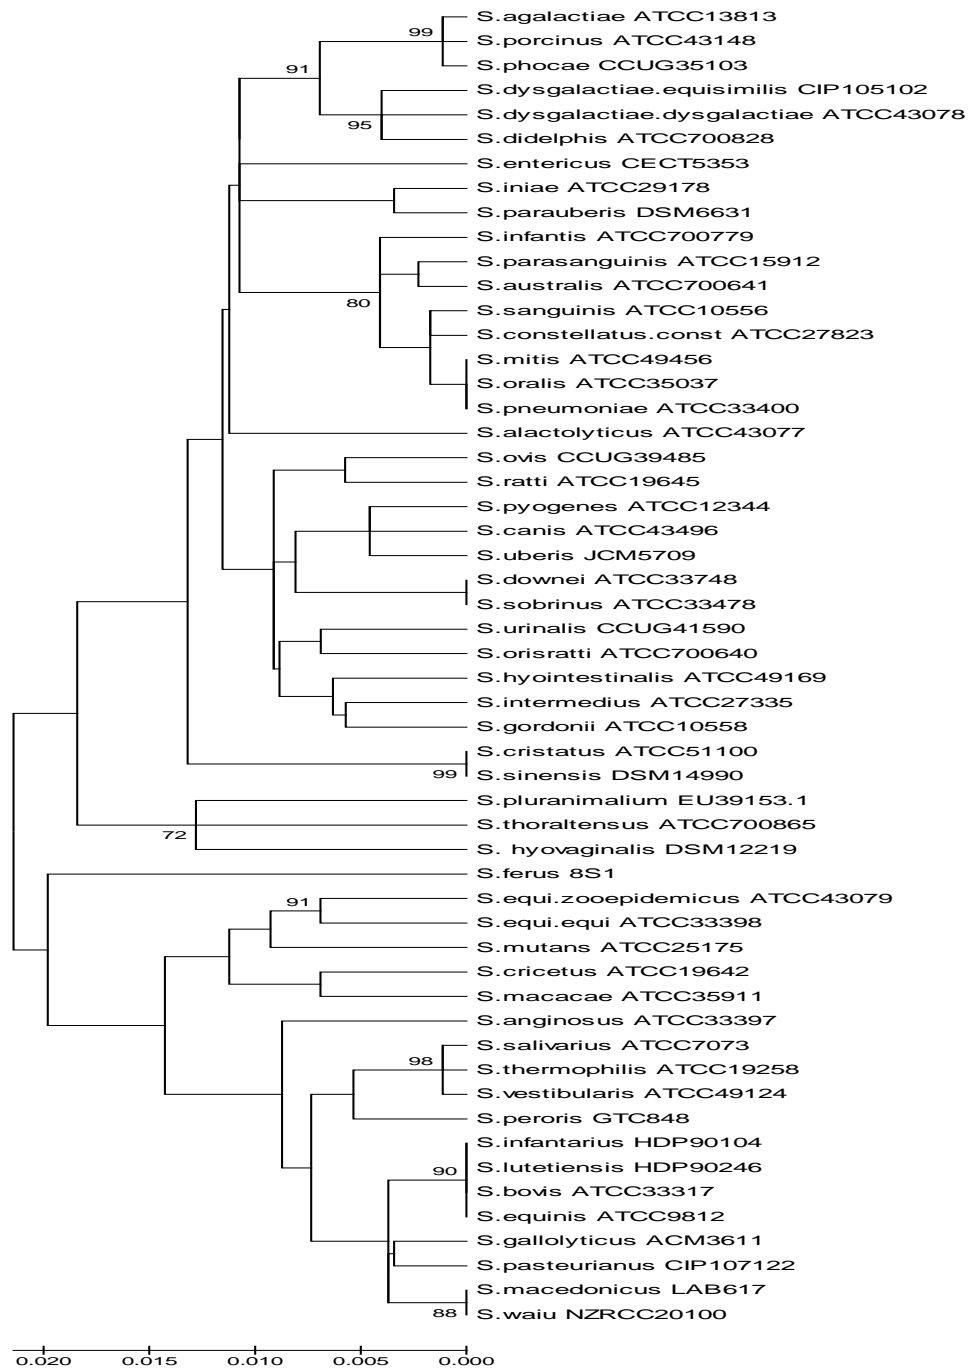 S.agalactiae ATCC13813
99
S.porcinus ATCC43148
S.phocae CCUG35103
91
S.dysgalactiae.equisimilis CIP105102
S.dysgalactiae.dysgalactiae ATCC43078
95
S.didelphis ATCC700828
S.entericus CECT5353
S.iniae ATCC29178
S.parauberis DSM6631
S.infantis ATCC700779
S.parasanguinis ATCC15912
S.australis ATCC700641
80
S.sanguinis ATCC10556
S.constellatus.const ATCC27823
S.mitis ATCC49456
S.oralis ATCC35037
S.pneumoniae ATCC33400
S.alactolyticus ATCC43077
S.ovis CCUG39485
S.ratti ATCC19645
S.pyogenes ATCC12344
S.canis ATCC43496
S.uberis JCM5709
S.downei ATCC33748
S.sobrinus ATCC33478
S.urinalis CCUG41590
S.orisratti ATCC700640
S.hyointestinalis ATCC49169
S.intermedius ATCC27335
S.gordonii ATCC10558
S.cristatus ATCC51100
99
S.sinensis DSM14990
S.pluranimalium EU39153.1
S.thoraltensus ATCC700865
72
S. hyovaginalis DSM12219
S.ferus 8S1
91
S.equi.zooepidemicus ATCC43079
S.equi.equi ATCC33398
S.mutans ATCC25175
S.cricetus ATCC19642
S.macacae ATCC35911
S.anginosus ATCC33397
S.salivarius ATCC7073
98
S.thermophilis ATCC19258
S.vestibularis ATCC49124
S.peroris GTC848
S.infantarius HDP90104
90
S.lutetiensis HDP90246
S.bovis ATCC33317
S.equinis ATCC9812
S.gallolyticus ACM3611
S.pasteurianus CIP107122
S.macedonicus LAB617
88
S.waiu NZRCC20100
0.020 0.015 0.010 0.005 0.000